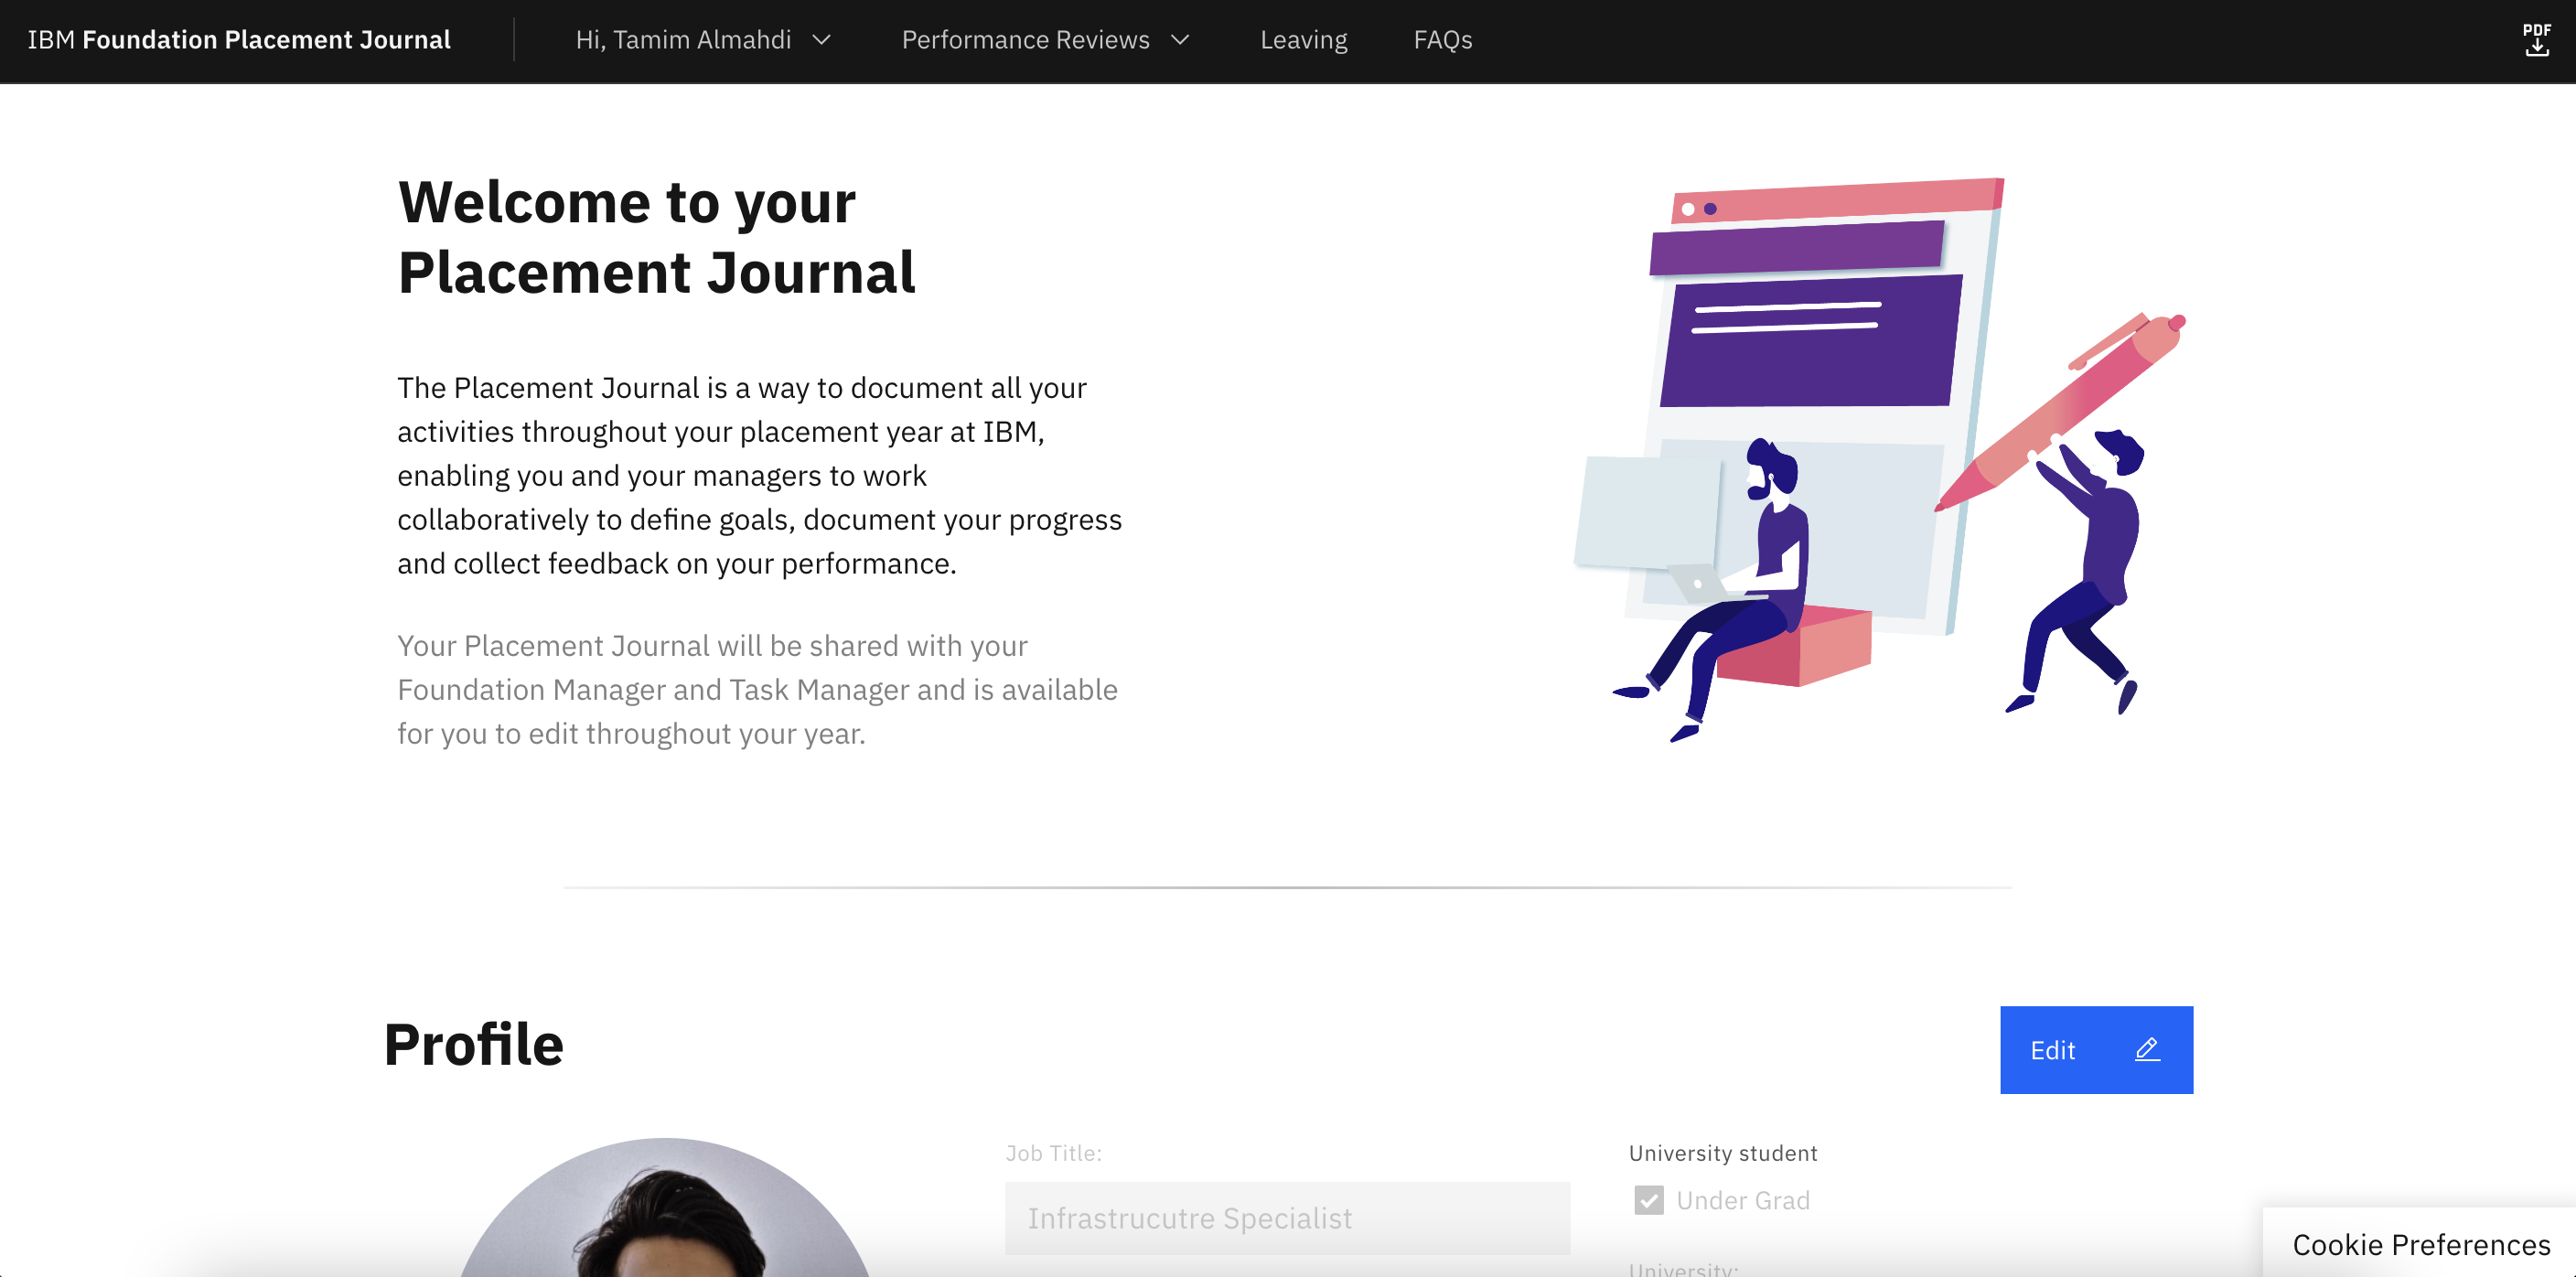 IBM Foundation Placement Journal
Hi, Tamim Almahdi
Performance Reviews
Leaving
FAQs
PDF
Welcome to your
Placement Journal
The Placement Journal is a way to document all your
activities throughout your placement year at IBM,
enabling you and your managers to work
collaboratively to define goals, document your progress
and collect feedback on your performance.
Your Placement Journal will be shared with your
Foundation Manager and Task Manager and is available
for you to edit throughout your year.
Profile
Edit
Job Title:
Infrastrucutre Specialist
University student
Under Grad
University:
Cookie Preferences